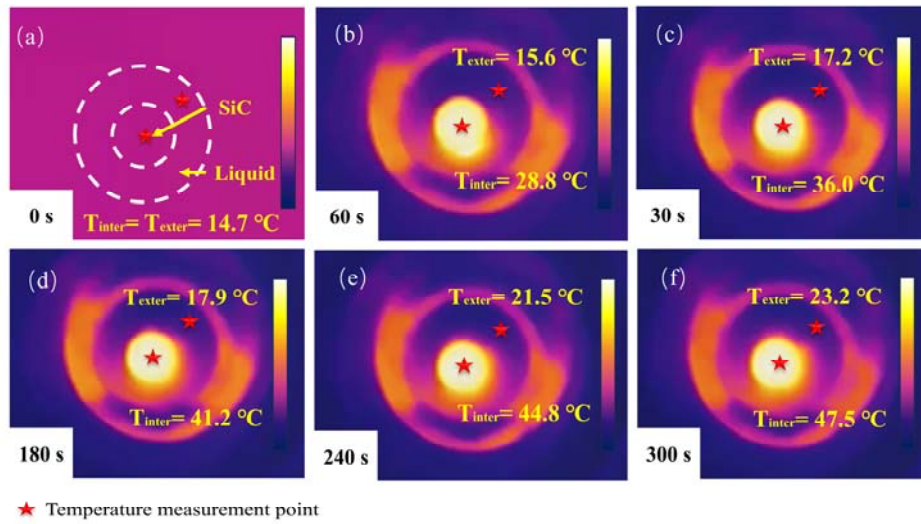 (a)
SiC
Liquid
0 s
Tinter= Texter= 14.7 °C
(b)
Texter= 15.6 °C
Tinter= 28.8 °C
60 s
(c)
Texter= 17.2 °C
Tinter= 36.0 °C
30 s
(d)
Texter= 17.9 °C
Tinter= 41.2 °C
180 s
(e)
Texter= 21.5 °C
Tinter= 44.8 °C
240 s
(f)
Texter= 23.2 °C
Tinter= 47.5 °C
300 s
★ Temperature measurement point